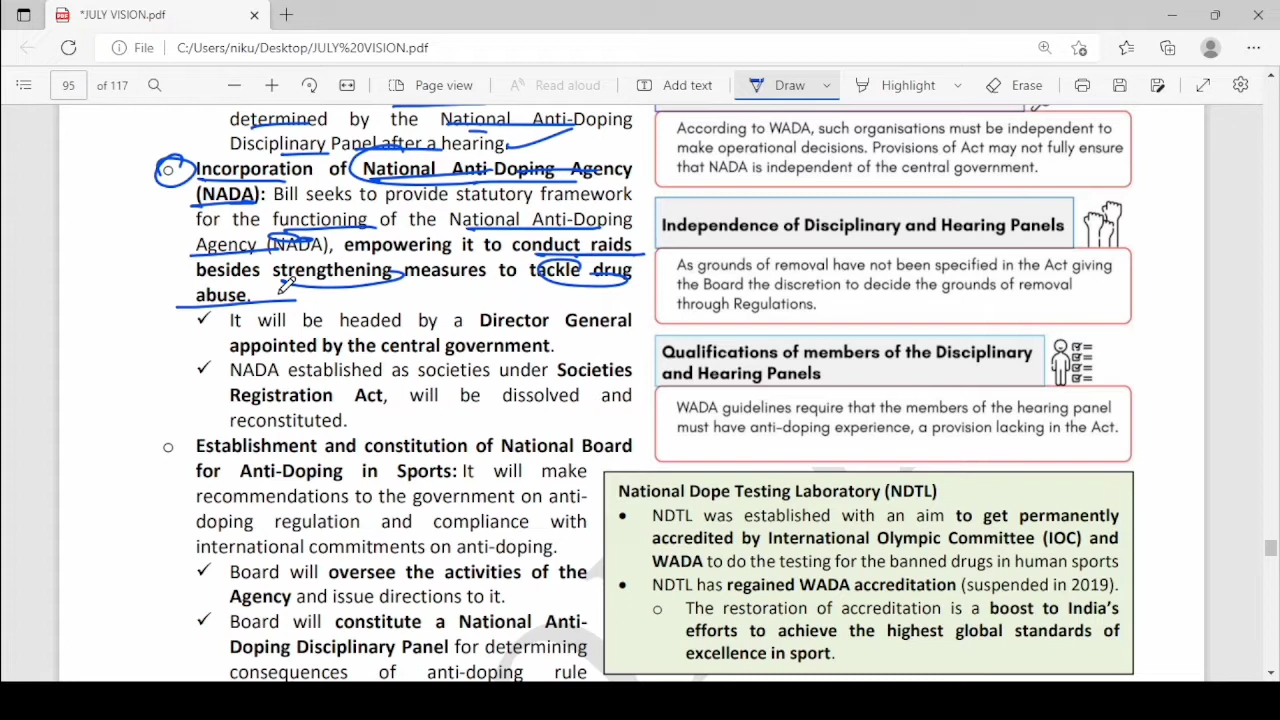 *JULY VISION.pdf
File
C:/Users/niku/Desktop/JULY%20VISION.pdf
95 of 117
Page view
Read aloud
Add text
Draw
Highlight
Erase
determined by the National Anti-Doping
Disciplinary Panel after a hearing.
Incorporation of National Anti-Doping Agency
(NADA): Bill seeks to provide statutory framework
for the functioning of the National Anti-Doping
Agency (NADA), empowering it to conduct raids
besides strengthening measures to tackle drug
abuse.
✓ It will be headed by a Director General
appointed by the central government.
✓ NADA established as societies under Societies
Registration Act, will be dissolved and
reconstituted.
o Establishment and constitution of National Board
for Anti-Doping in Sports: It will make
recommendations to the government on anti-
doping regulation and compliance with
international commitments on anti-doping.
✓ Board will oversee the activities of the
Agency and issue directions to it.
✓ Board will constitute a National Anti-
Doping Disciplinary Panel for determining
consequences of anti-doping rule
According to WADA, such organisations must be independent to
make operational decisions. Provisions of Act may not fully ensure
that NADA is independent of the central government.
Independence of Disciplinary and Hearing Panels
As grounds of removal have not been specified in the Act giving
the Board the discretion to decide the grounds of removal
through Regulations.
Qualifications of members of the Disciplinary
and Hearing Panels
WADA guidelines require that the members of the hearing panel
must have anti-doping experience, a provision lacking in the Act.
National Dope Testing Laboratory (NDTL)
• NDTL was established with an aim to get permanently
accredited by International Olympic Committee (IOC) and
WADA to do the testing for the banned drugs in human sports
• NDTL has regained WADA accreditation (suspended in 2019).
o The restoration of accreditation is a boost to India's
efforts to achieve the highest global standards of
excellence in sport.